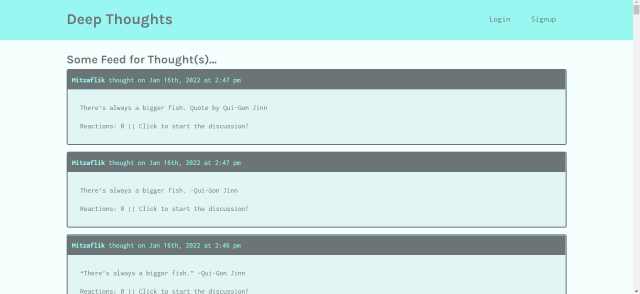 Deep Thoughts
Login Signup
Some Feed for Thought(s)...
Mitzaflik thought on Jan 16th, 2022 at 2:47 pm
There's always a bigger fish. Quote by Qui-Gon Jinn
Reactions: 0 || Click to start the discussion!
Mitzaflik thought on Jan 16th, 2022 at 2:47 pm
There's always a bigger fish. -Qui-Gon Jinn
Reactions: 0 || Click to start the discussion!
Mitzaflik thought on Jan 16th, 2022 at 2:46 pm
“There's always a bigger fish.” -Qui-Gon Jinn
Reactions: 0 || Click to start the discussion!